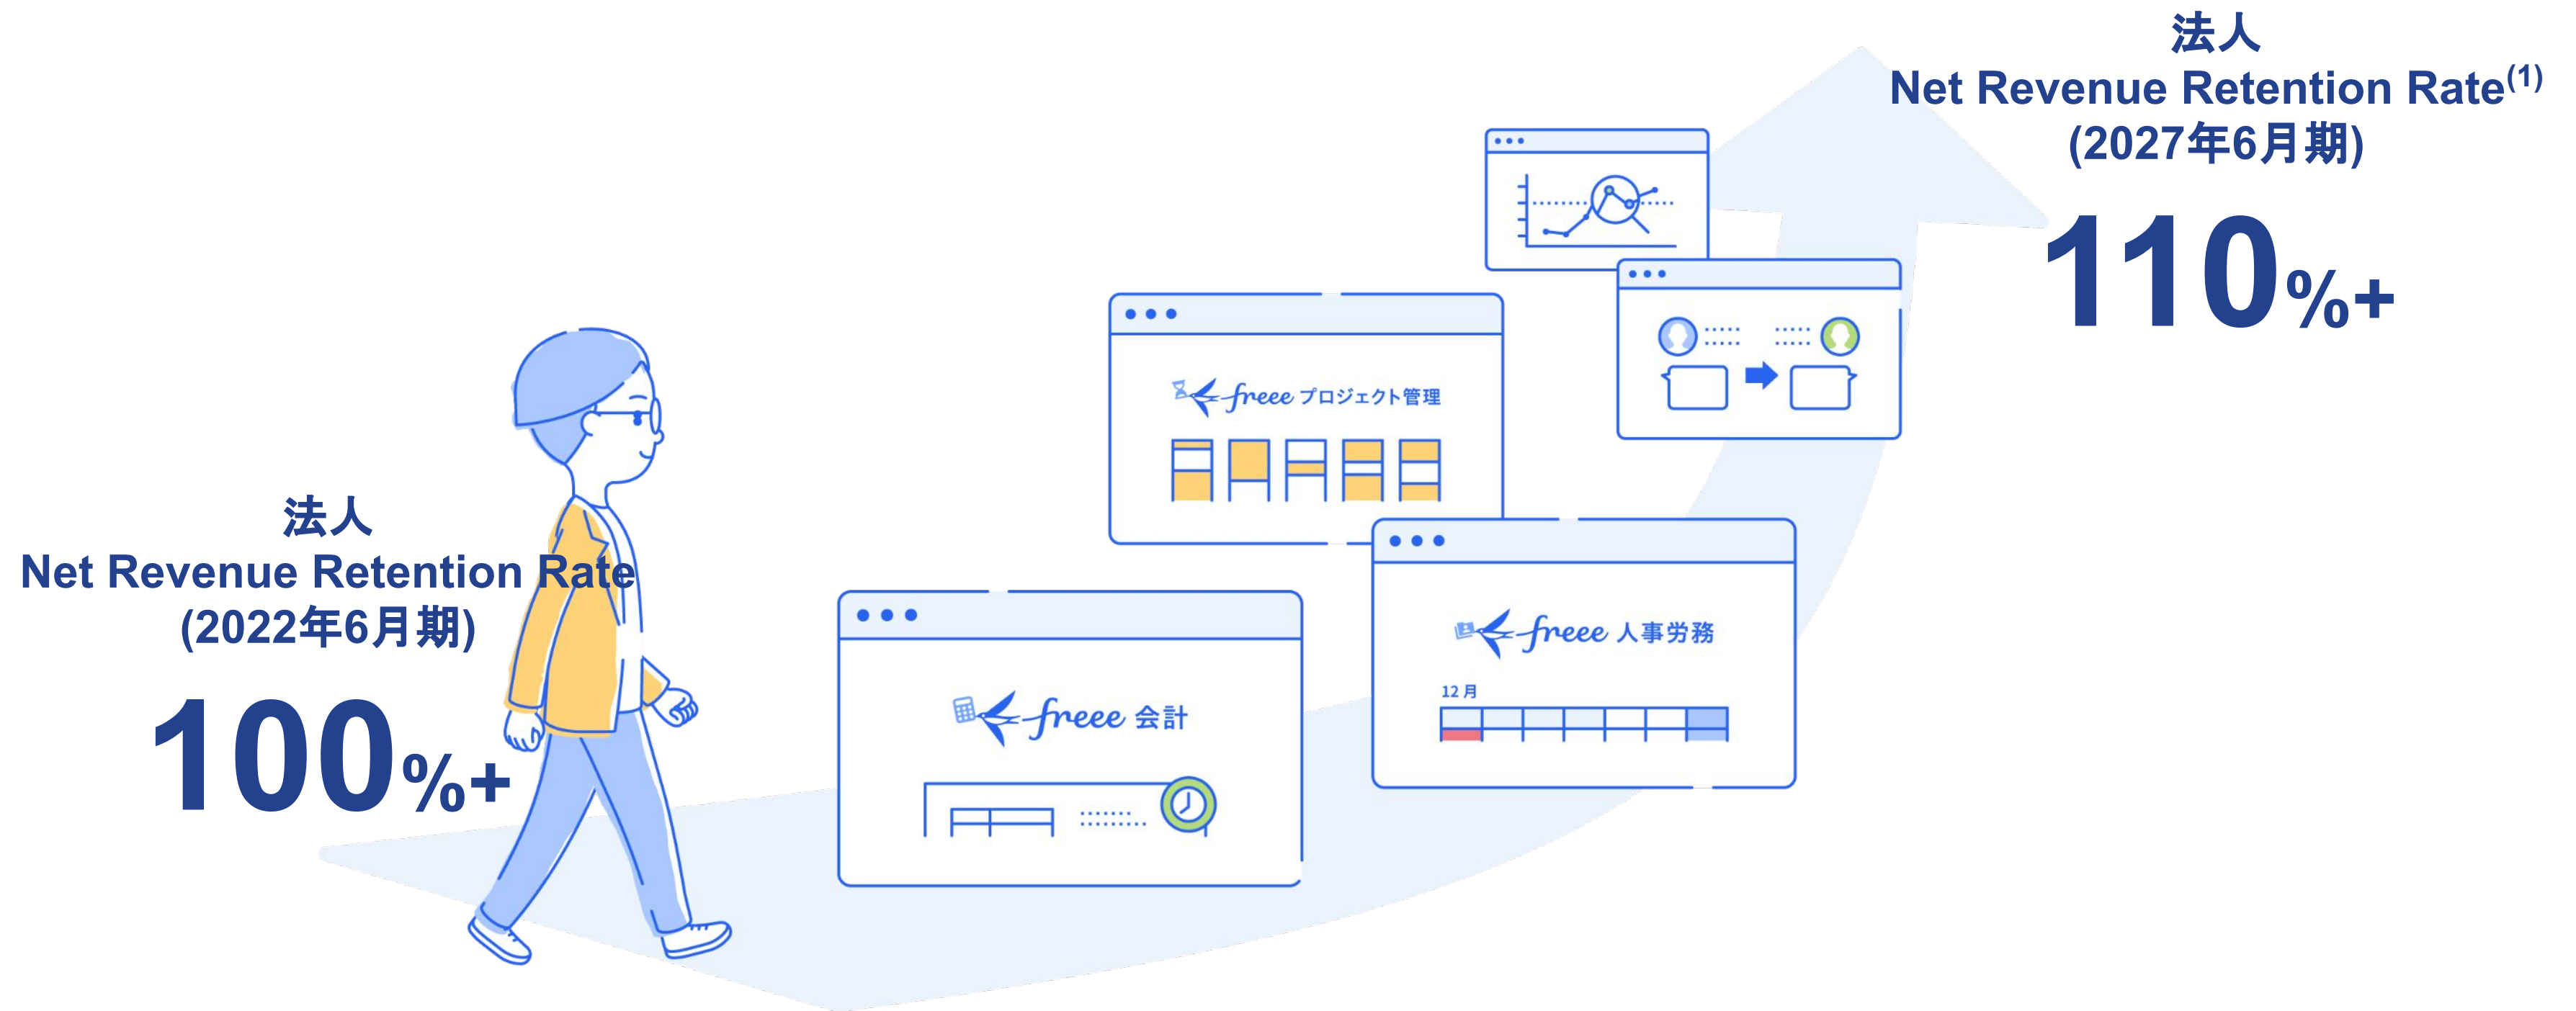 法人
Net Revenue Retention Rate
(2022年6月期)
100%+
freee 会計
freee プロジェクト管理
freee 人事労務
12月
法人
Net Revenue Retention Rate(1)
(2027年6月期)
110%+